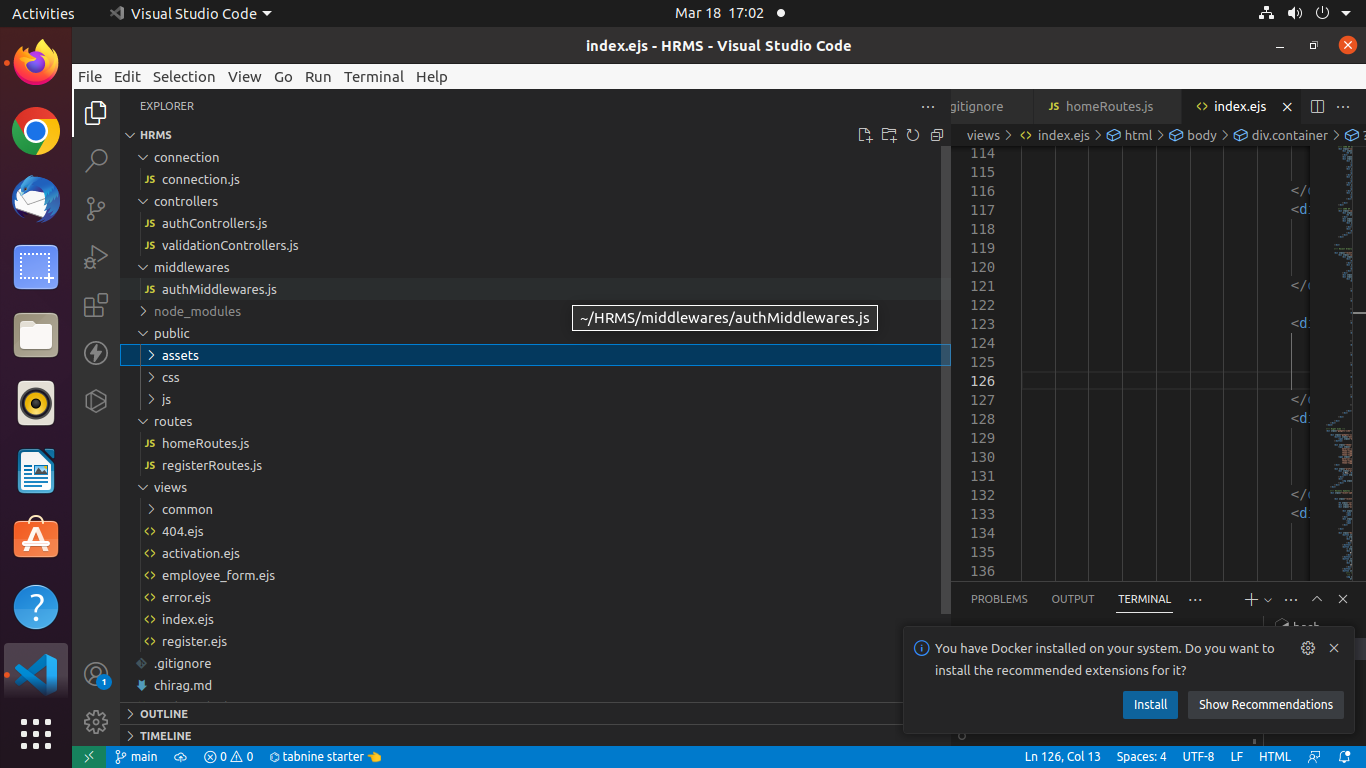 Activities
Visual Studio Code
Mar 18 17:02
index.ejs - HRMS - Visual Studio Code
File Edit Selection View Go Run Terminal Help
EXPLORER
HRMS
connection
JS connection.js
controllers
JS authControllers.js
JS validationControllers.js
middlewares
JS authMiddlewares.js
node_modules
~/HRMS/middlewares/authMiddlewares.js
public
assets
css
js
routes
JS homeRoutes.js
JS registerRoutes.js
views
common
404.ejs
activation.ejs
employee_form.ejs
error.ejs
index.ejs
register.ejs
.gitignore
chirag.md
OUTLINE
TIMELINE
gitignore
JS homeRoutes.js
index.ejs
views > index.ejs > html > body > div.container >
114
115
116 </
117 <d
118
119
120
121 </
122
123 <d
124
125
126
127 </
128 <d
129
130
131
132 </
133 <d
134
135
136
PROBLEMS OUTPUT TERMINAL
You have Docker installed on your system. Do you want to
install the recommended extensions for it?
Install
Show Recommendations
1
main
0 0
tabnine starter
Ln 126, Col 13
Spaces: 4
UTF-8
LF
HTML